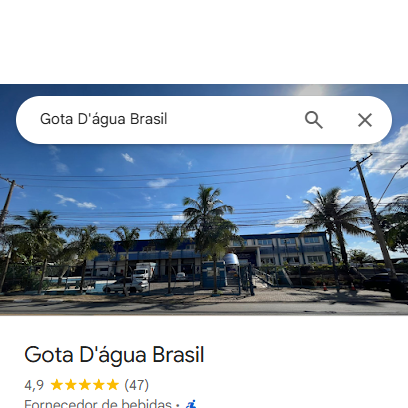 Gota D'água Brasil
Gota D'água Brasil
4,9 ★★★★★ (47)
Fornecedor de bebidas ·